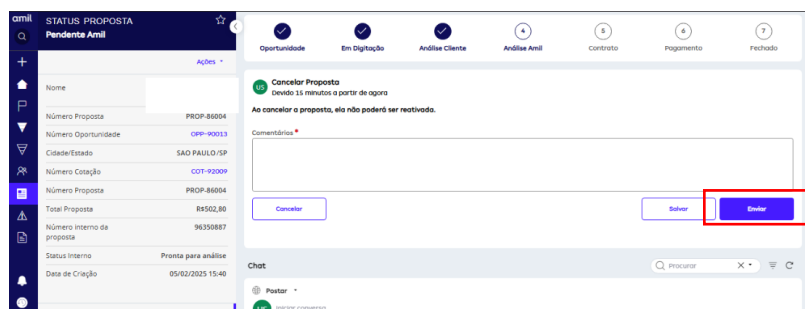 amil
STATUS PROPOSTA
Pendente Amil
Ações
Nome
Número Proposta PROP-86004
Número Oportunidade OPP-90013
Cidade/Estado SAO PAULO/SP
Número Cotação COT-92009
Número Proposta PROP-86004
Total Proposta R$502,80
Número Interno da proposta 96350887
Status Interno Pronta para análise
Data de Criação 05/02/2025 15:40
Oportunidade
Em Digitação
Análise Cliente
4 Análise Amil
5 Contrato
6 Pagamento
7 Fechado
US
Cancelar Proposta
Devido 15 minutos a partir de agora
Ao cancelar a proposta, ela não poderá ser reativada.
Comentários *
Cancelar Salvar Enviar
Chat Procurar
Postar
US Iniciar conversa